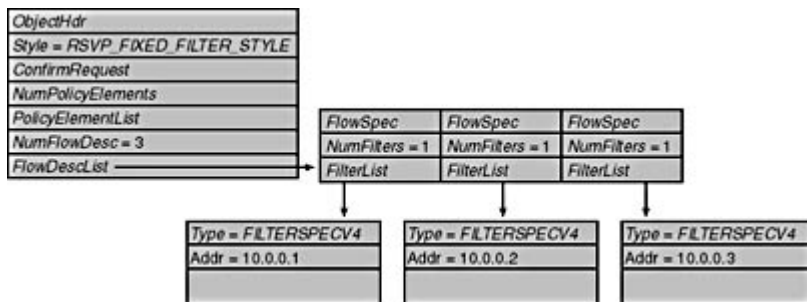 ObjectHdr
Style = RSVP_FIXED_FILTER_STYLE
ConfirmRequest
NumPolicyElements
PolicyElementList
NumFlowDesc = 3
FlowDescList
FlowSpec FlowSpec FlowSpec
NumFilters = 1 NumFilters = 1 NumFilters = 1
FilterList FilterList FilterList
Type = FILTERSPECV4 Type = FILTERSPECV4 Type = FILTERSPECV4
Addr = 10.0.0.1 Addr = 10.0.0.2 Addr = 10.0.0.3